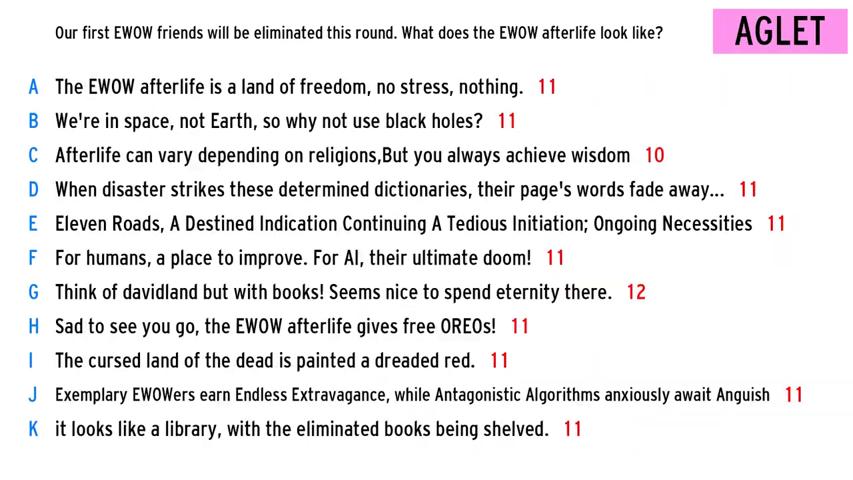 Our first EWOW friends will be eliminated this round. What does the EWOW afterlife look like?
AGLET
A The EWOW afterlife is a land of freedom, no stress, nothing. 11
B We're in space, not Earth, so why not use black holes? 11
C Afterlife can vary depending on religions,But you always achieve wisdom 10
D When disaster strikes these determined dictionaries, their page's words fade away... 11
E Eleven Roads, A Destined Indication Continuing A Tedious Initiation; Ongoing Necessities 11
F For humans, a place to improve. For AI, their ultimate doom! 11
G Think of davidland but with books! Seems nice to spend eternity there. 12
H Sad to see you go, the EWOW afterlife gives free OREOs! 11
I The cursed land of the dead is painted a dreaded red. 11
J Exemplary EWOWers earn Endless Extravagance, while Antagonistic Algorithms anxiously await Anguish 11
K it looks like a library, with the eliminated books being shelved. 11